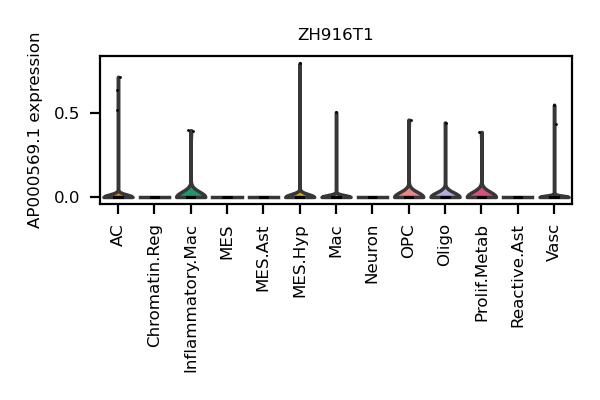 ZH916T1
AP000569.1 expression
0.5
0.0
AC
Chromatin.Reg
Inflammatory.Mac
MES
MES.Ast
MES.Hyp
Mac
Neuron
OPC
Oligo
Prolif.Metab
Reactive.Ast
Vasc